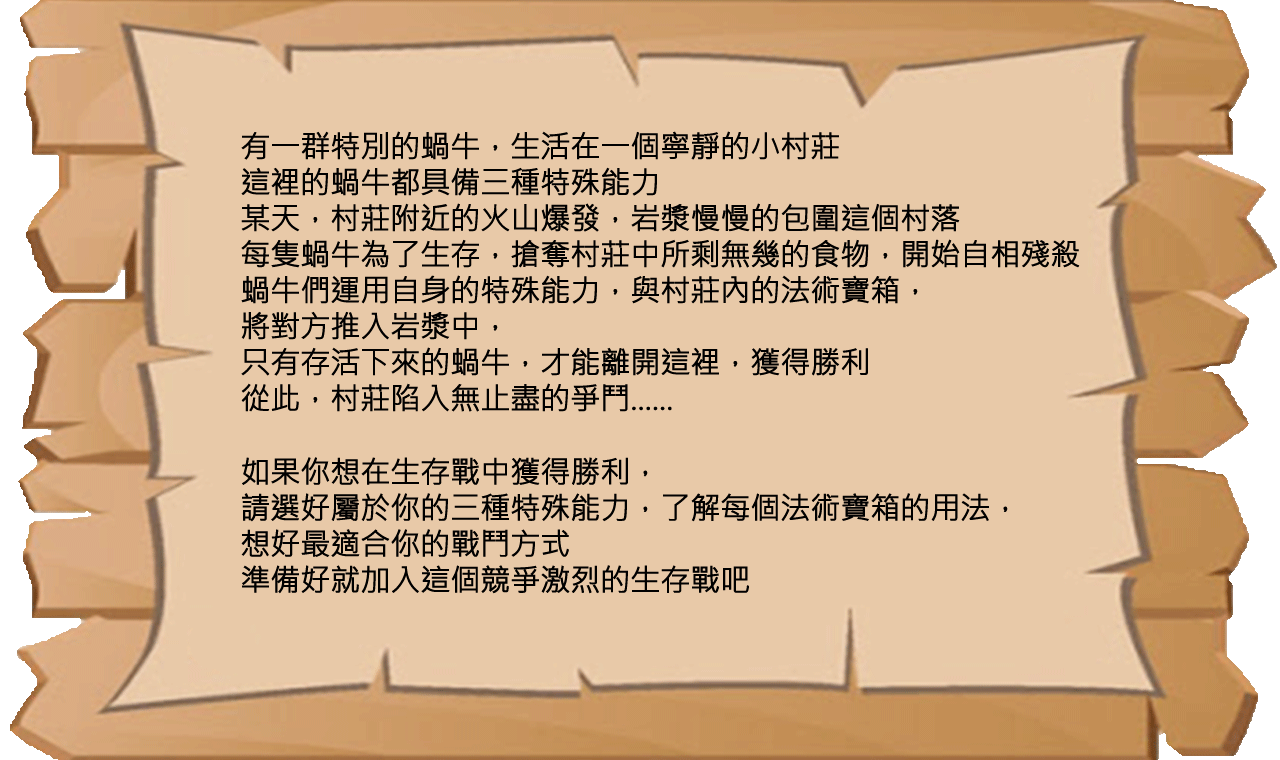 有一群特別的蝸牛，生活在一個寧靜的小村莊
這裡的蝸牛都具備三種特殊能力
某天，村莊附近的火山爆發，岩漿慢慢的包圍這個村落
每隻蝸牛為了生存，搶奪村莊中所剩無幾的食物，開始自相殘殺
蝸牛們運用自身的特殊能力，與村莊內的法術寶箱，
將對方推入岩漿中，
只有存活下來的蝸牛，才能離開這裡，獲得勝利
從此，村莊陷入無止盡的爭鬥......
如果你想在生存戰中獲得勝利，
請選好屬於你的三種特殊能力，了解每個法術寶箱的用法，
想好最適合你的戰鬥方式
準備好就加入這個競爭激烈的生存戰吧